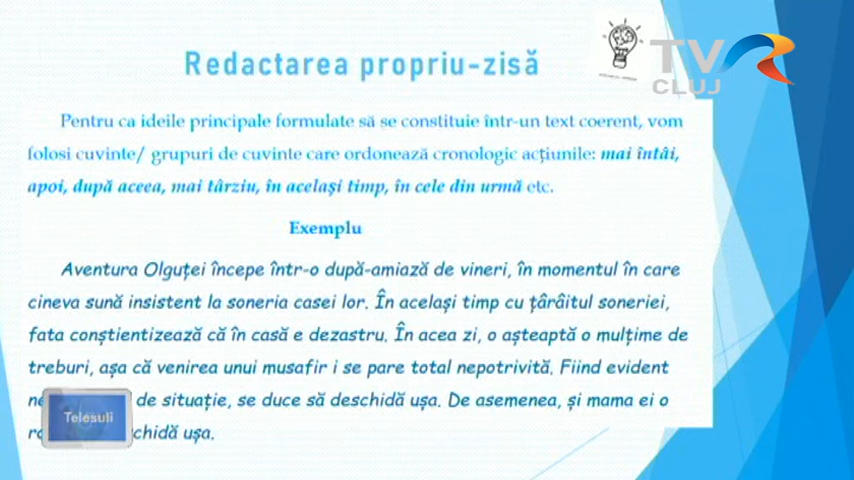 Redactarea propriu-zisă
TVR
CLUJ
Pentru ca ideile principale formulate să se constituie într-un text coerent, vom
folosi cuvinte/ grupuri de cuvinte care ordonează cronologic acțiunile: mai întâi,
apoi, după aceea, mai târziu, în același timp, în cele din urmă etc.
Exemplu
Aventura Olguței începe într-o după-amiază de vineri, în momentul în care
cineva sună insistent la soneria casei lor. În același timp cu țârâitul soneriei,
fata conștientizează că în casă e dezastru. În acea zi, o așteaptă o mulțime de
treburi, așa că venirea unui musafir i se pare total nepotrivită. Fiind evident
de situație, se duce să deschidă ușa. De asemenea, și mama ei o
ușa.
Telesuli